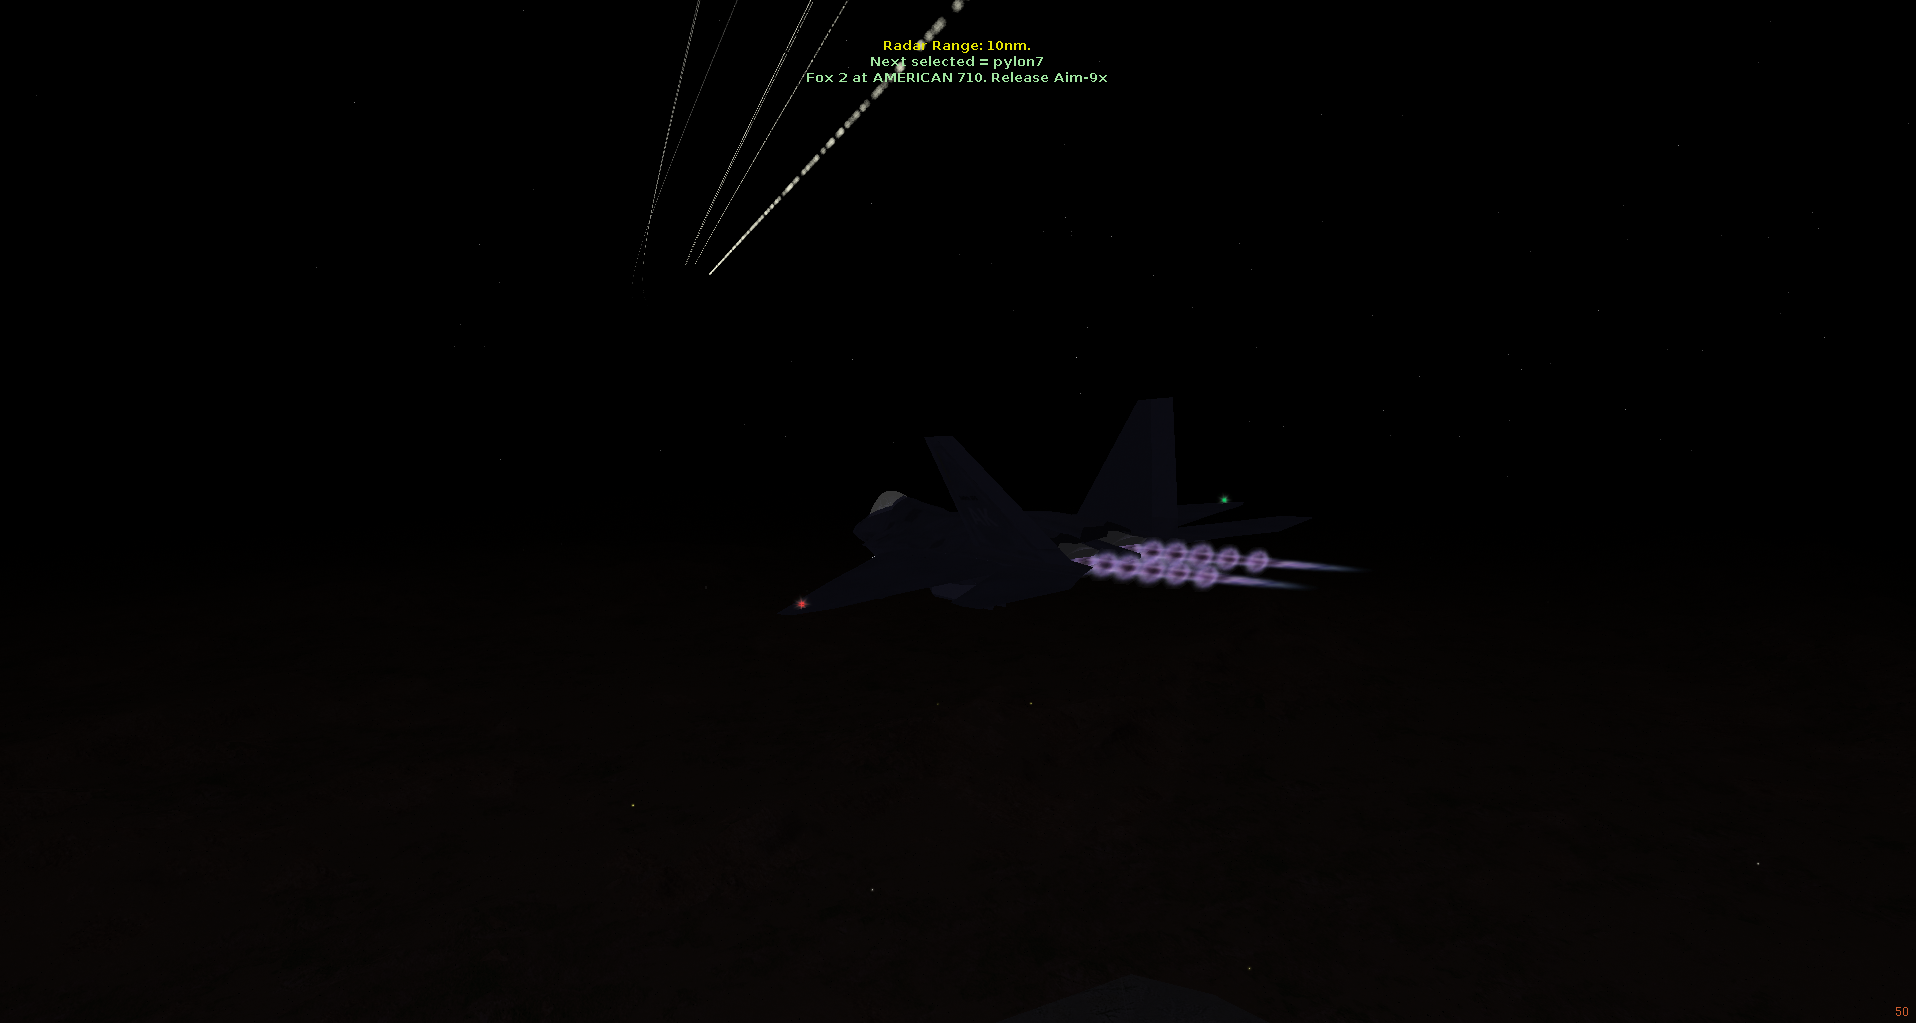 Radar Range: 10nm.
Next selected = pylon7
Fox 2 at AMERICAN 710. Release Aim-9x
50